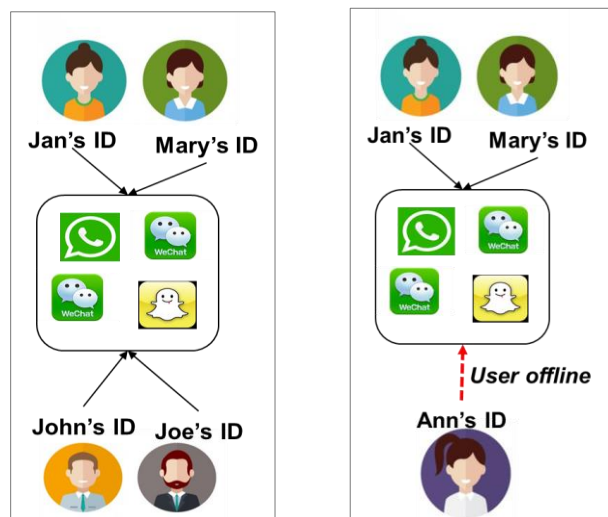 Jan's ID
Mary's ID
WeChat
WeChat
John's ID
Joe's ID
Jan's ID
Mary's ID
WeChat
WeChat
User offline
Ann's ID